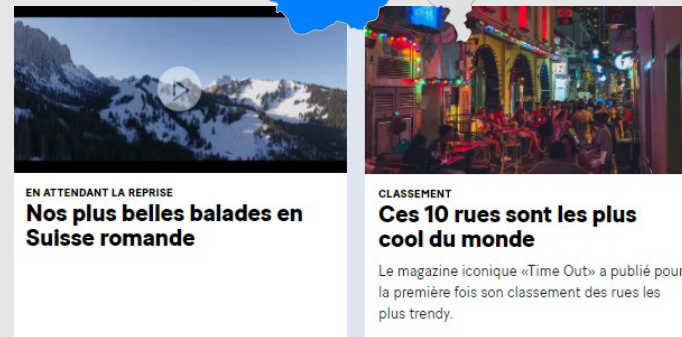 EN ATTENDANT LA REPRISE
Nos plus belles balades en
Suisse romande
CLASSEMENT
Ces 10 rues sont les plus
cool du monde
Le magazine iconique «Time Out» a publié pour
la première fois son classement des rues les
plus trendy.